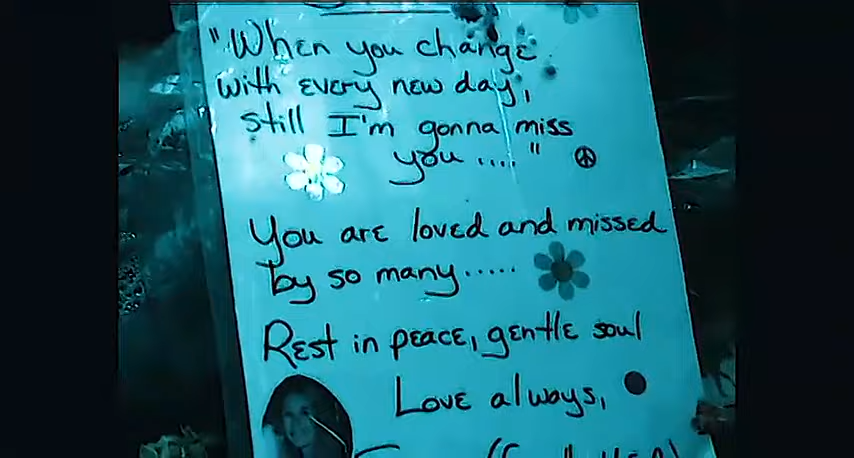 "When you change
with every new day,
still I'm gonna miss
you ...."
You are loved and missed
by so many.....
Rest in peace, gentle soul
Love always,